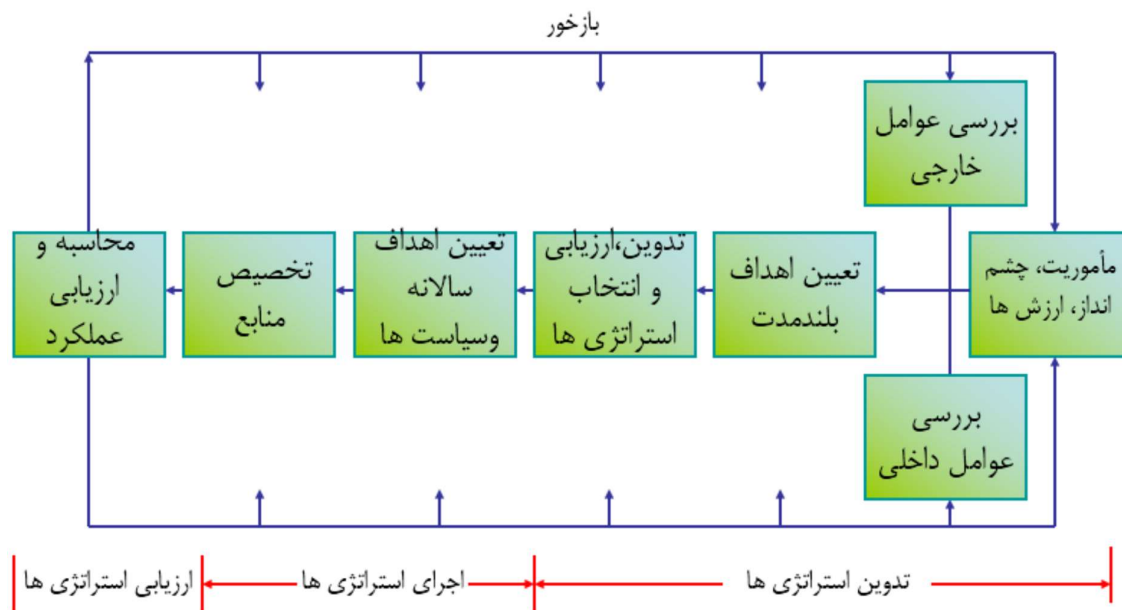 بازخور
بررسی عوامل
خارجی
مأموریت، چشم
انداز، ارزش ها
تعیین اهداف
بلندمدت
تدوین،ارزیابی
و انتخاب
استراتژی ها
تعیین اهداف
سالانه
وسیاست ها
تخصیص
منابع
محاسبه و
ارزیابی
عملکرد
بررسی
عوامل داخلی
تدوین استراتژی ها
اجرای استراتژی ها
ارزیابی استراتژی ها